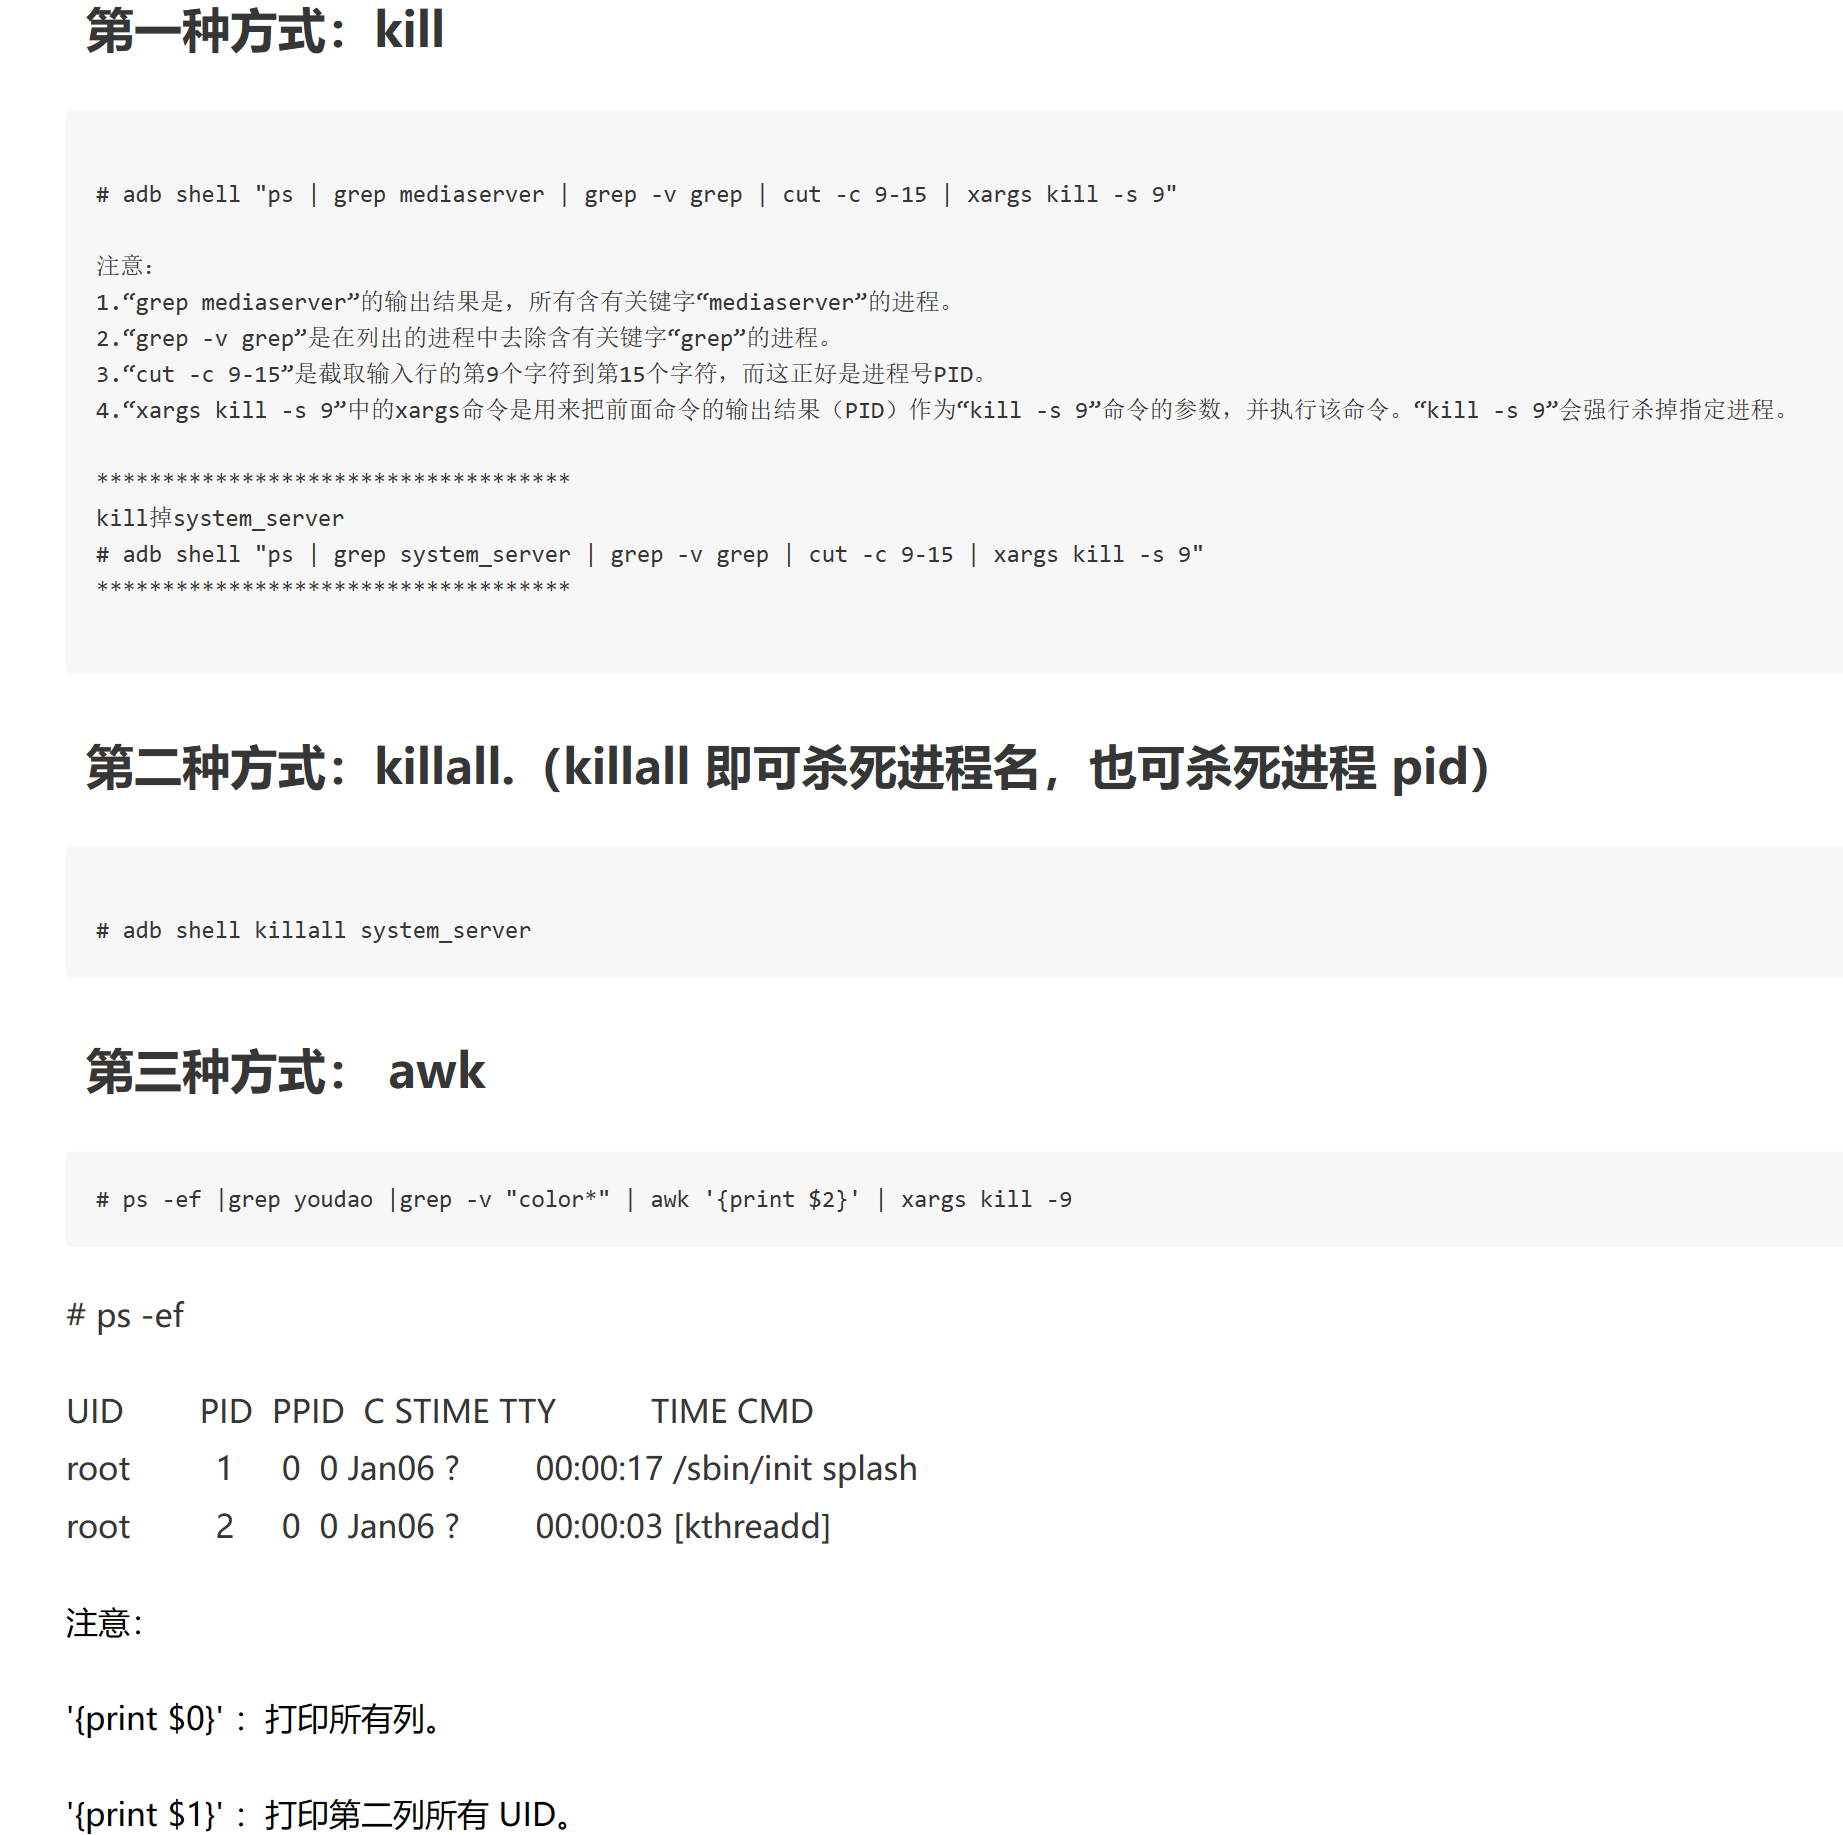 第一种方式：kill
# adb shell "ps | grep mediaserver | grep -v grep | cut -c 9-15 | xargs kill -s 9"
注意：
1.“grep mediaserver”的输出结果是，所有含有关键字“mediaserver”的进程。
2.“grep -v grep”是在列出的进程中去除含有关键字“grep”的进程。
3.“cut -c 9-15”是截取输入行的第9个字符到第15个字符，而这正好是进程号PID。
4.“xargs kill -s 9”中的xargs命令是用来把前面命令的输出结果（PID）作为“kill -s 9”命令的参数，并执行该命令。“kill -s 9”会强行杀掉指定进程。
************************************
kill掉system_server
# adb shell "ps | grep system_server | grep -v grep | cut -c 9-15 | xargs kill -s 9"
************************************
第二种方式：killall.（killall 即可杀死进程名，也可杀死进程 pid）
# adb shell killall system_server
第三种方式： awk
# ps -ef |grep youdao |grep -v "color*" | awk '{print $2}' | xargs kill -9
# ps -ef
UID PID PPID C STIME TTY TIME CMD
root 1 0 0 Jan06 ? 00:00:17 /sbin/init splash
root 2 0 0 Jan06 ? 00:00:03 [kthreadd]
注意：
'{print $0}' ：打印所有列。
'{print $1}' ：打印第二列所有 UID。